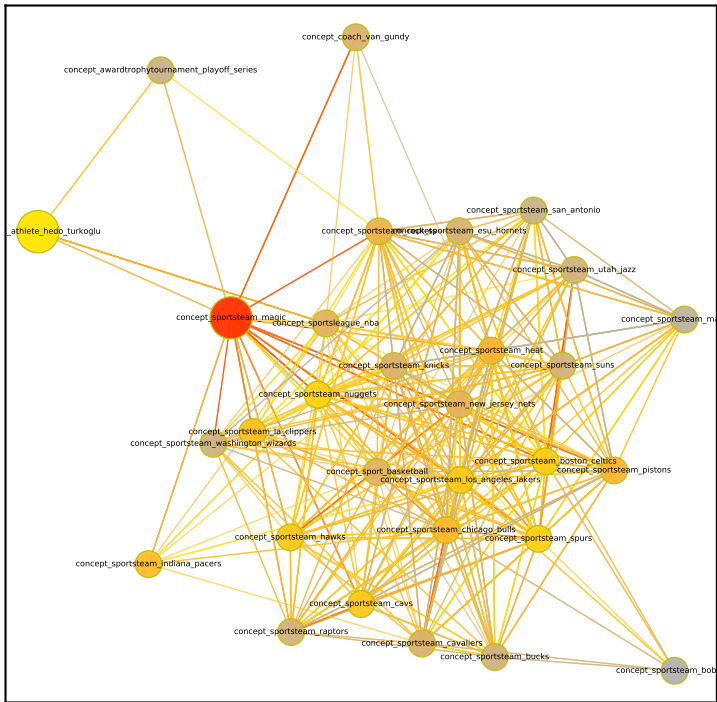 concept_coach_van_gundy
concept_awardtrophytournament_playoff_series
concept_sportsteam_san_antonio
_athlete_hedo_turkoglu
concept_sportsteam_rockets
concept_sportsteam_esu_hornets
concept_sportsteam_utah_jazz
concept_sportsteam_magic
concept_sportsleague_nba
concept_sportsteam_ma
concept_sportsteam_heat
concept_sportsteam_knicks
concept_sportsteam_suns
concept_sportsteam_nuggets
concept_sportsteam_new_jersey_nets
concept_sportsteam_la_clippers
concept_sportsteam_washington_wizards
concept_sportsteam_boston_celtics
concept_sport_basketball
concept_sportsteam_pistons
concept_sportsteam_los_angeles_lakers
concept_sportsteam_chicago_bulls
concept_sportsteam_hawks
concept_sportsteam_spurs
concept_sportsteam_indiana_pacers
concept_sportsteam_cavs
concept_sportsteam_raptors
concept_sportsteam_cavaliers
concept_sportsteam_bucks
concept_sportsteam_bob